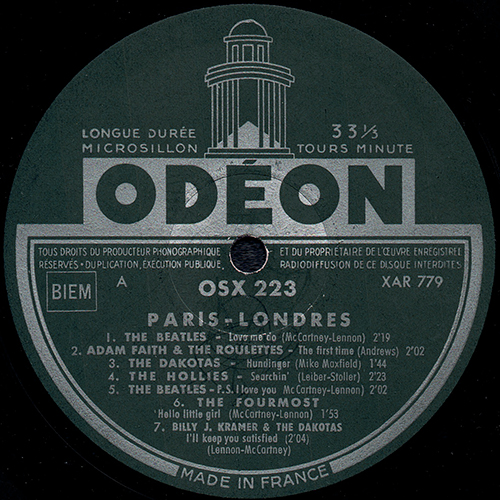 LONGUE DURÉE 33 1/3
MICROSILLON TOURS MINUTE
ODÉON
TOUS DROITS DU PRODUCTEUR PHONOGRAPHIQUE ET DU PROPRIÉTAIRE DE L'ŒUVRE ENREGISTRÉE
RÉSERVÉS • DUPLICATION, EXÉCUTION PUBLIQUE, RADIODIFFUSION DE CE DISQUE INTERDITES
BIEM A OSX 223 XAR 779
PARIS-LONDRES
1. THE BEATLES - Love me do (McCartney-Lennon) 2'19
2. ADAM FAITH & THE ROULETTES - The first time (Andrews) 2'02
3. THE DAKOTAS - Hundinger (Mike Maxfield) 1'44
4. THE HOLLIES - Searchin' (Leiber-Stoller) 2'23
5. THE BEATLES - P.S. I love you (McCartney-Lennon) 2'02
6. THE FOURMOST
Hello little girl (McCartney-Lennon) 1'53
7. BILLY J. KRAMER & THE DAKOTAS
I'll keep you satisfied (2'04)
(Lennon-McCartney)
MADE IN FRANCE